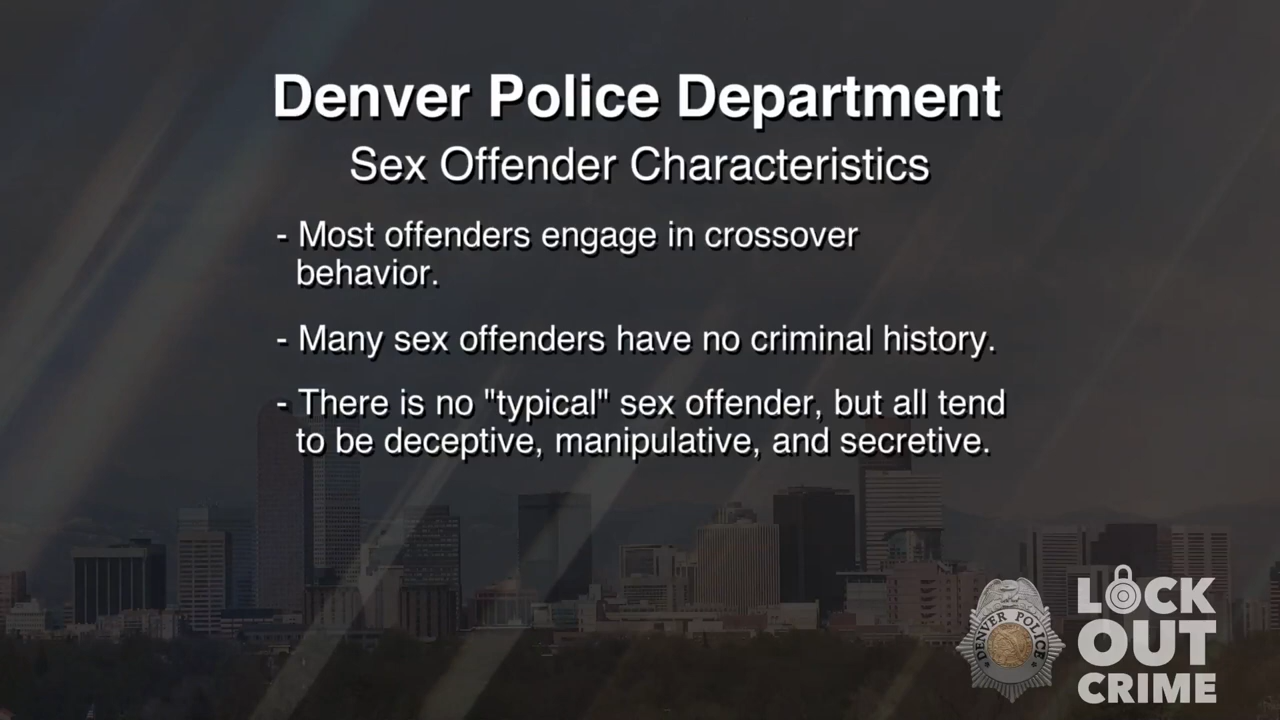 Denver Police Department
Sex Offender Characteristics
- Most offenders engage in crossover
behavior.
- Many sex offenders have no criminal history.
- There is no "typical" sex offender, but all tend
to be deceptive, manipulative, and secretive.
DENVER POLICE
LOCK
OUT
CRIME